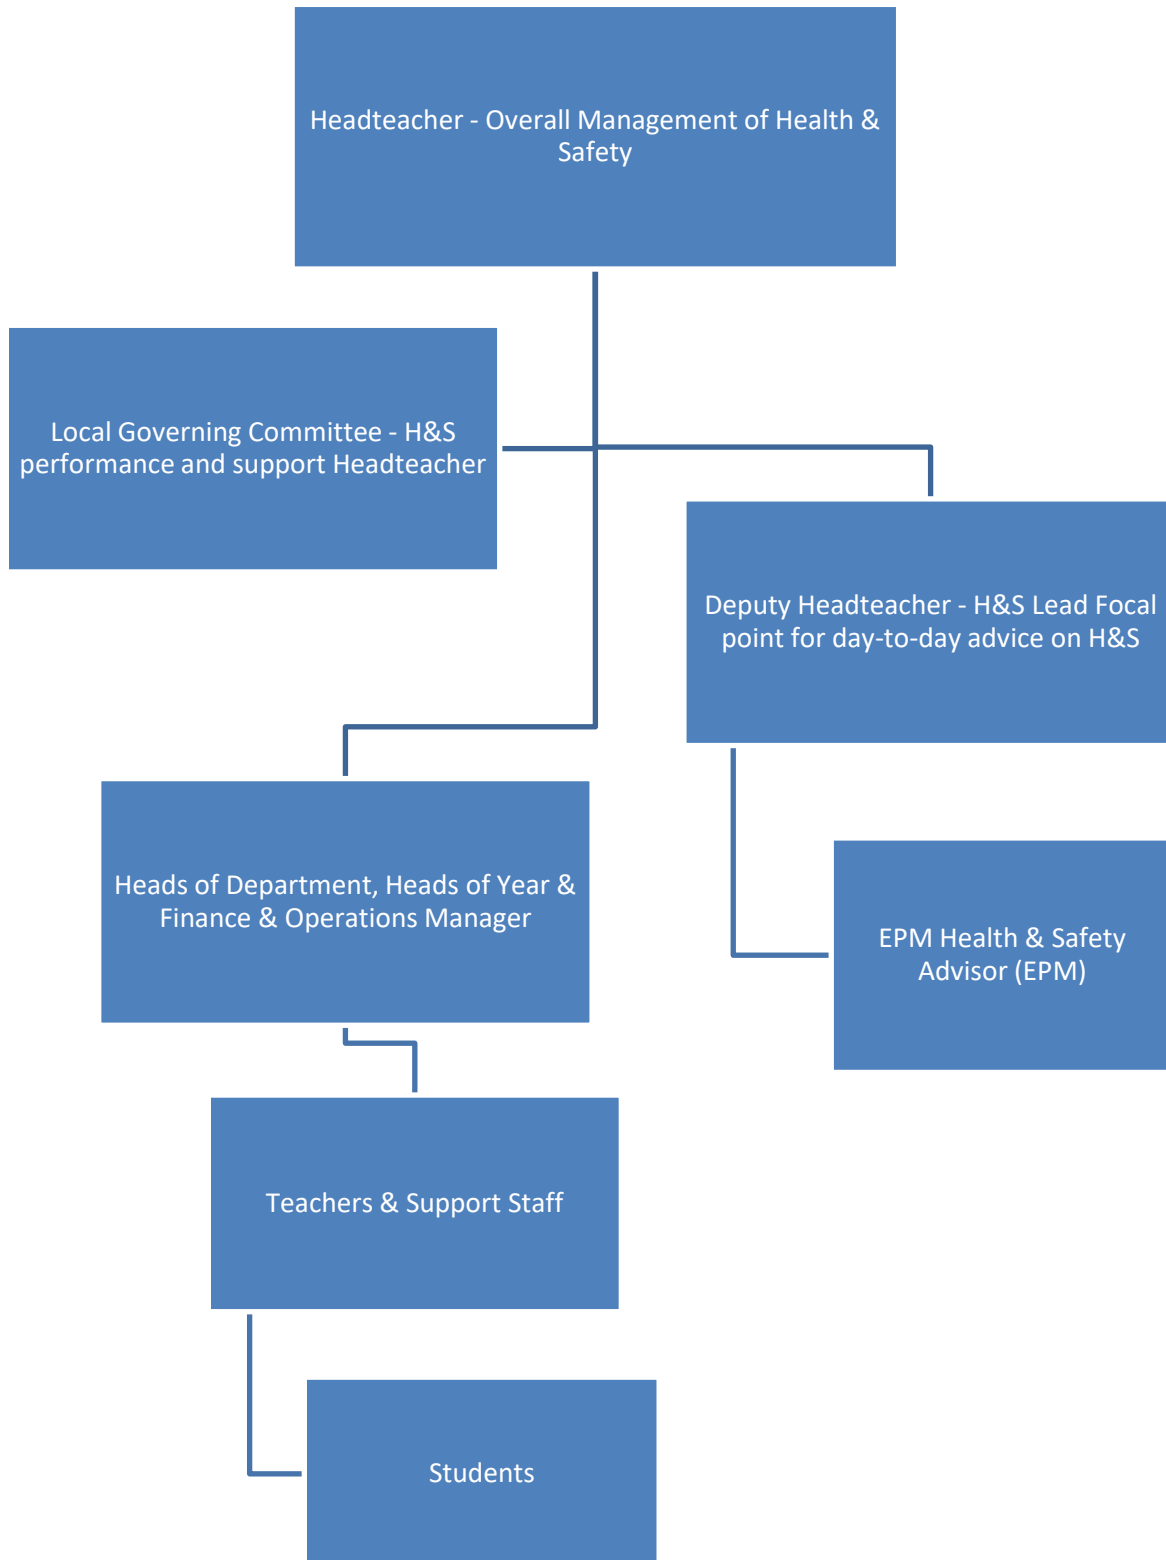 Headteacher - Overall Management of Health &
Safety
Local Governing Committee - H&S
performance and support Headteacher
Deputy Headteacher - H&S Lead Focal
point for day-to-day advice on H&S
Heads of Department, Heads of Year &
Finance & Operations Manager
EPM Health & Safety
Advisor (EPM)
Teachers & Support Staff
Students